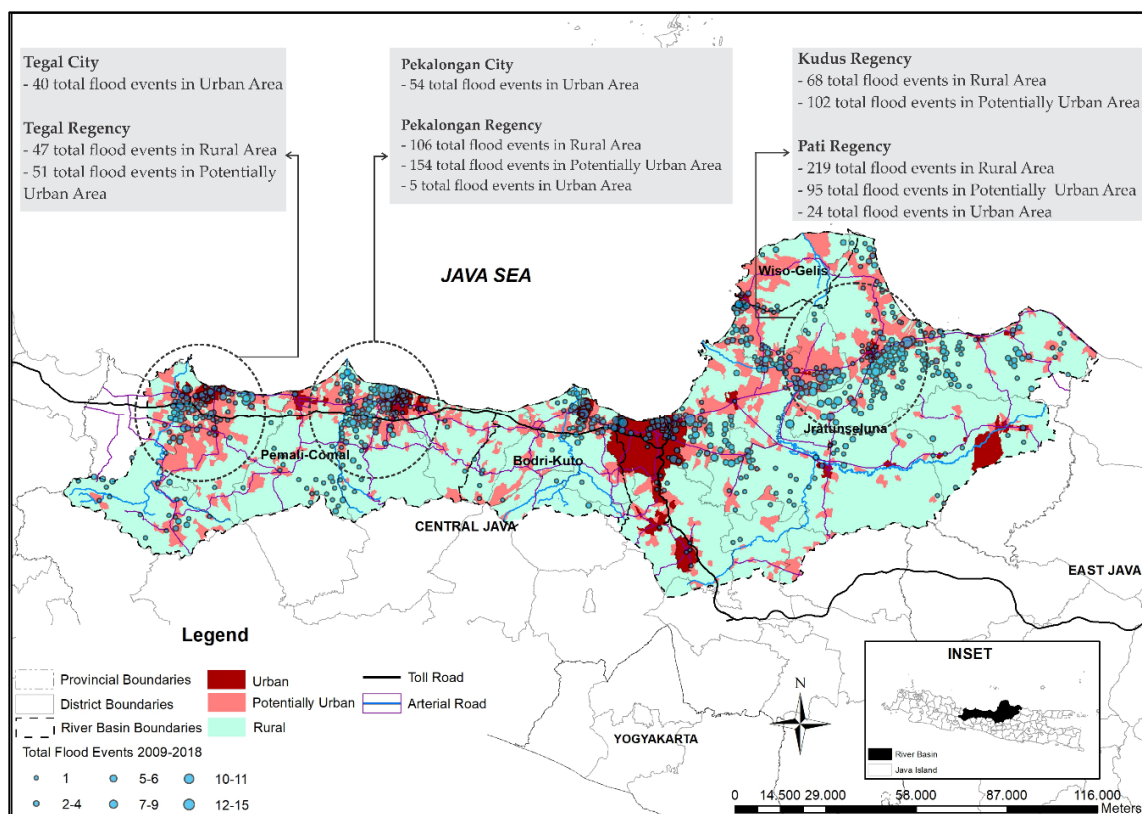 Tegal City
- 40 total flood events in Urban Area
Tegal Regency
- 47 total flood events in Rural Area
- 51 total flood events in Potentially
Urban Area
Pekalongan City
- 54 total flood events in Urban Area
Pekalongan Regency
- 106 total flood events in Rural Area
- 154 total flood events in Potentially Urban Area
- 5 total flood events in Urban Area
Kudus Regency
- 68 total flood events in Rural Area
- 102 total flood events in Potentially Urban Area
Pati Regency
- 219 total flood events in Rural Area
- 95 total flood events in Potentially Urban Area
- 24 total flood events in Urban Area
JAVA SEA
Wiso-Gelis
Jratunseluna
Pemali-Comal
Bodri-Kuto
CENTRAL JAVA
EAST JAVA
YOGYAKARTA
Legend
Provincial Boundaries
District Boundaries
River Basin Boundaries
Urban
Potentially Urban
Rural
Toll Road
Arterial Road
Total Flood Events 2009-2018
1
2-4
5-6
7-9
10-11
12-15
N
INSET
River Basin
Java Island
0 14.500 29.000 58.000 87.000 116.000
Meters